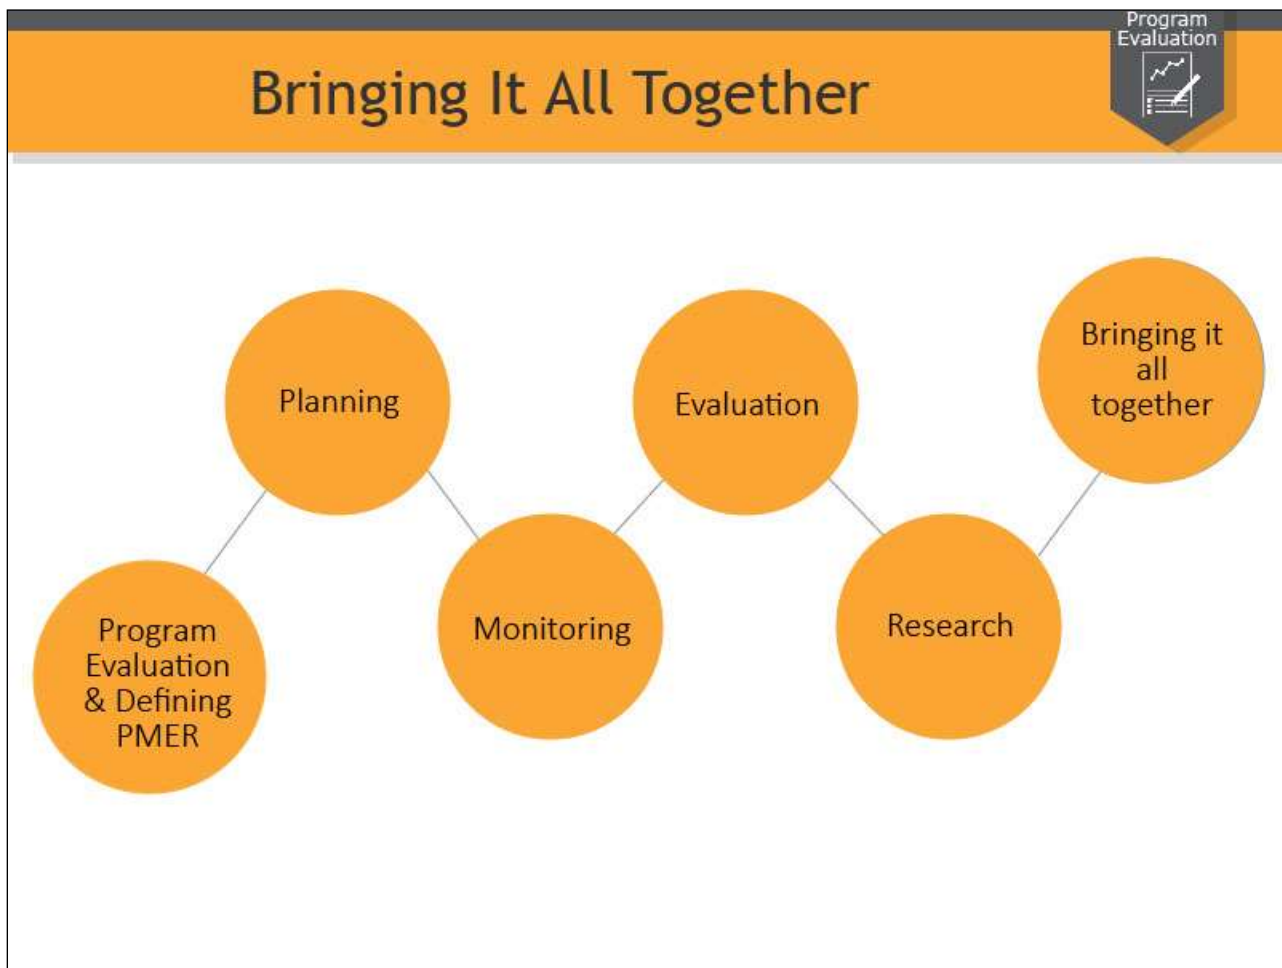 Program
Evaluation
Bringing It All Together
Program
Evaluation
& Defining
PMER
Planning
Monitoring
Evaluation
Research
Bringing it
all
together